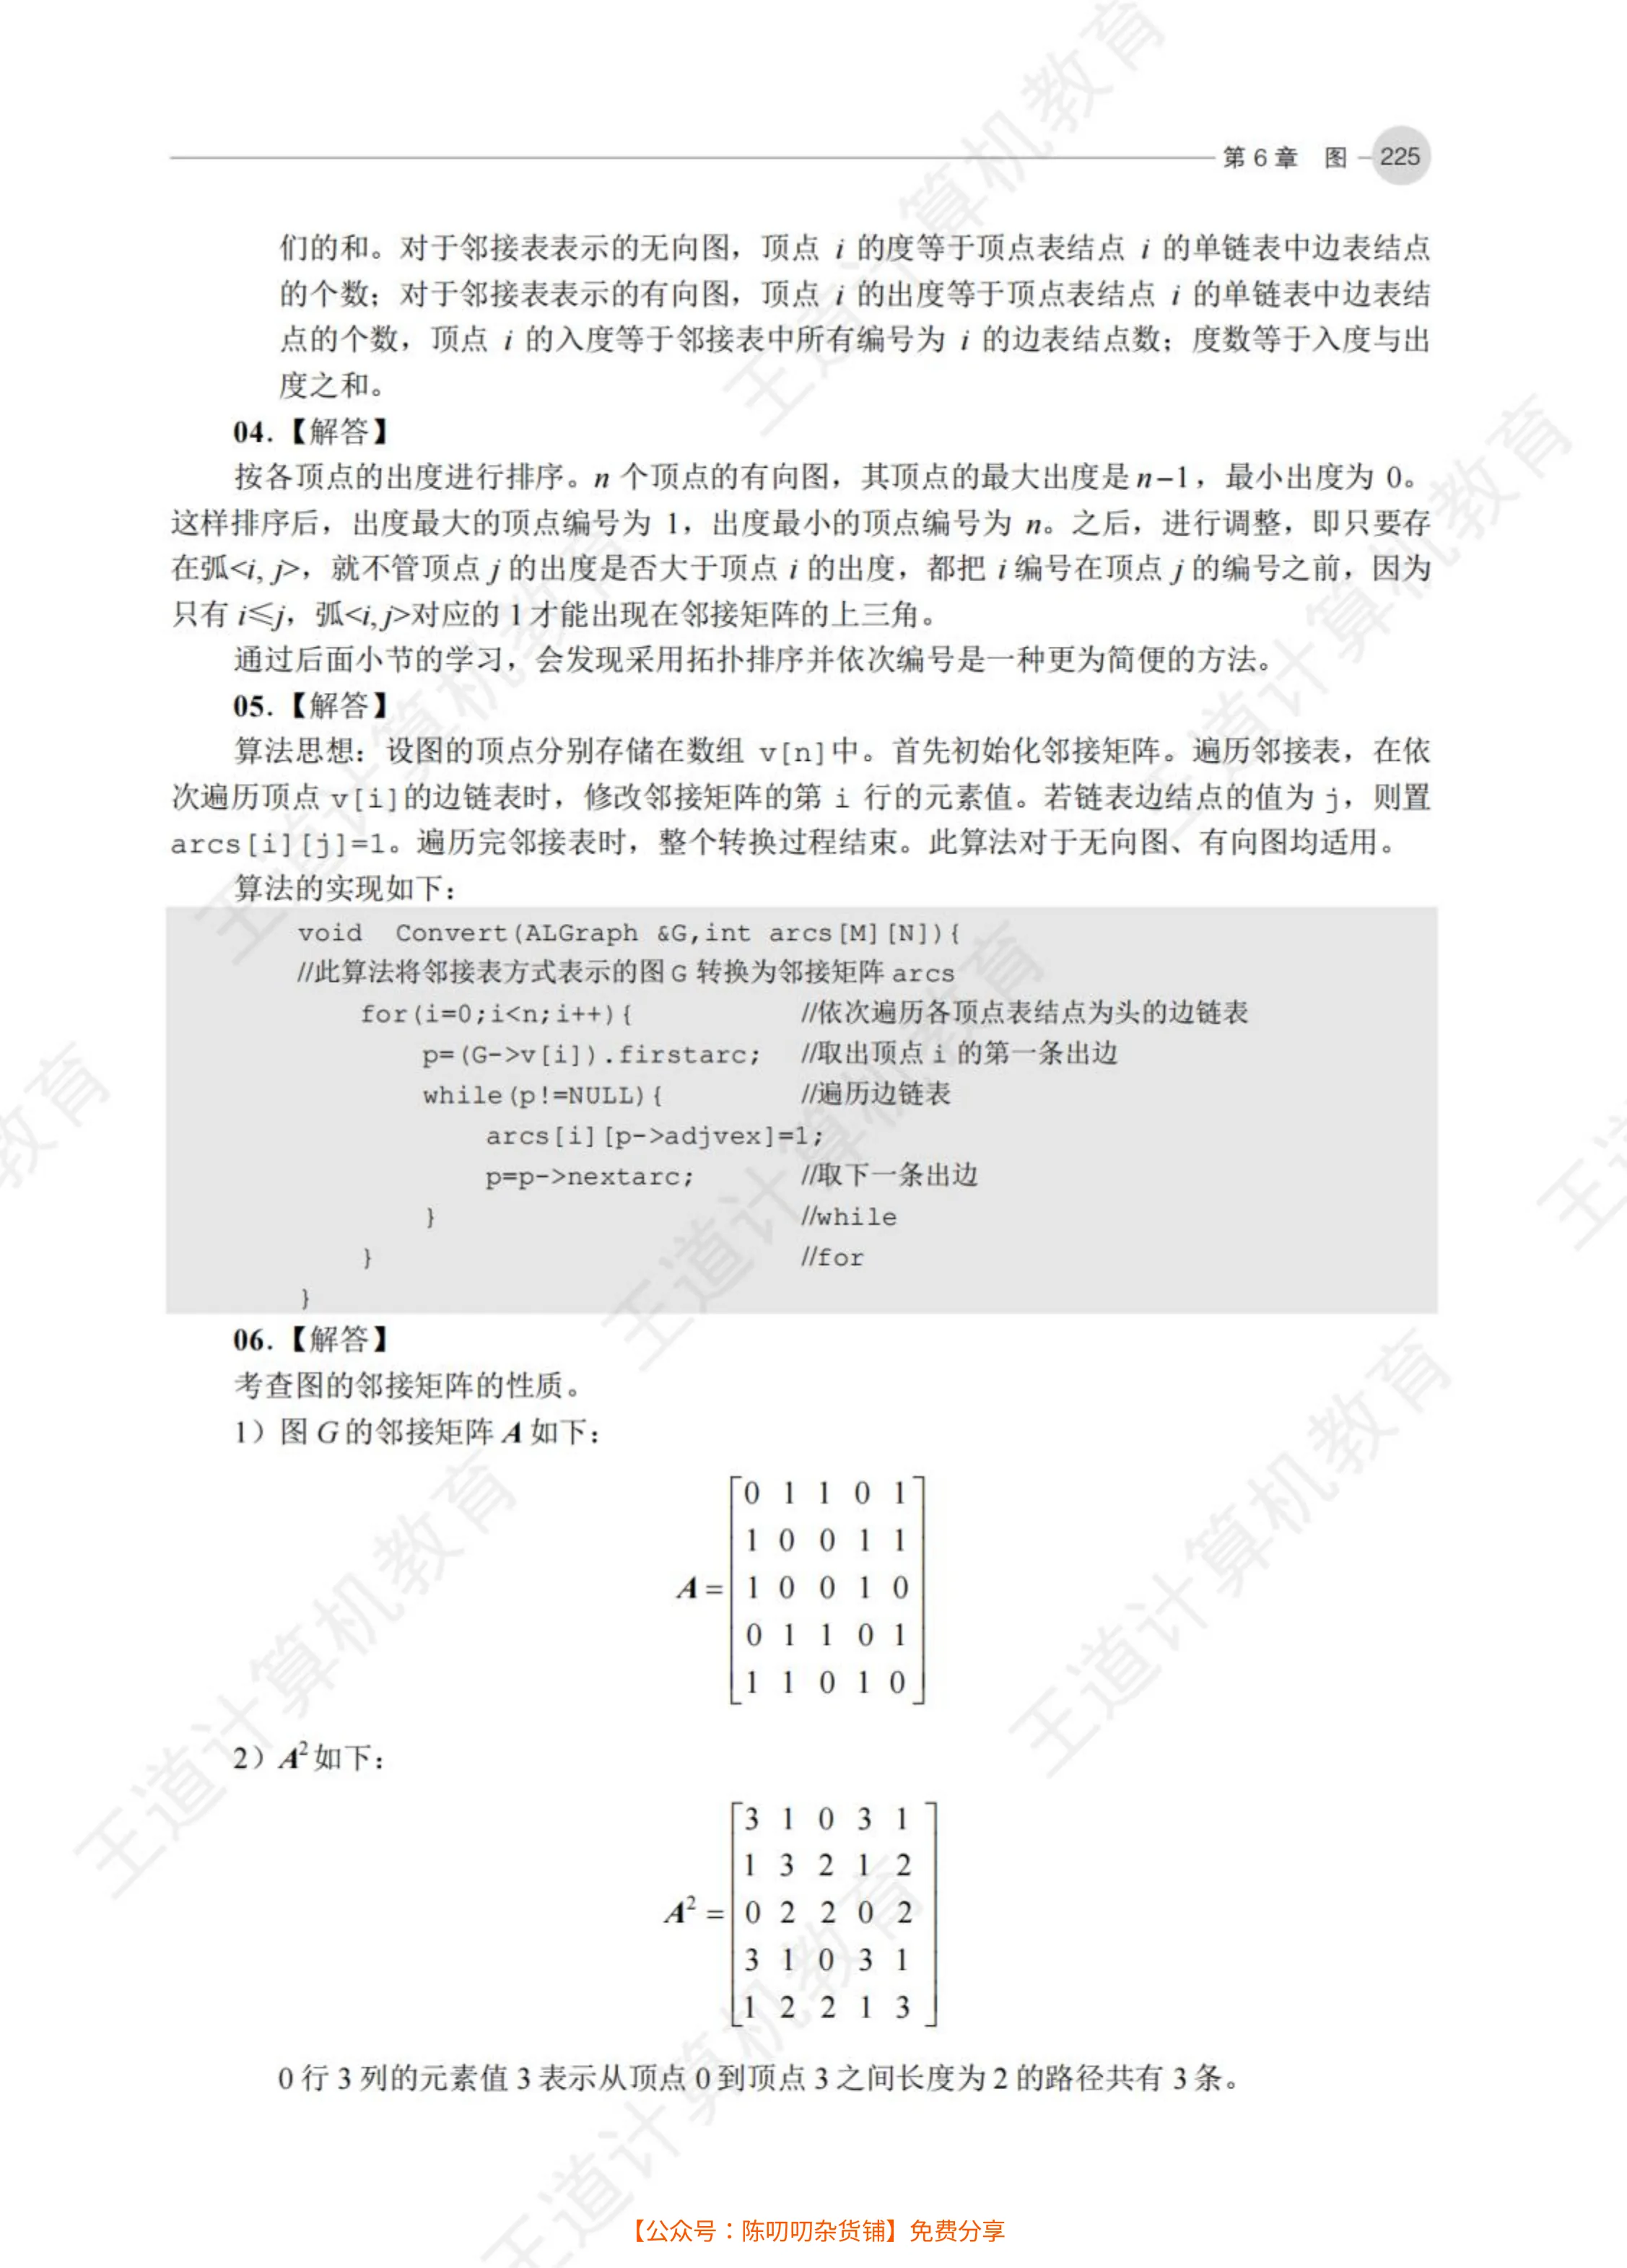 第 6 章 图 225
们的和。对于邻接表表示的无向图，顶点 i 的度等于顶点表结点 i 的单链表中边表结点
的个数；对于邻接表表示的有向图，顶点 i 的出度等于顶点表结点 i 的单链表中边表结
点的个数，顶点 i 的入度等于邻接表中所有编号为 i 的边表结点数；度数等于入度与出
度之和。
04.【解答】
按各顶点的出度进行排序。n 个顶点的有向图，其顶点的最大出度是 n−1，最小出度为 0。
这样排序后，出度最大的顶点编号为 1，出度最小的顶点编号为 n。之后，进行调整，即只要存
在弧<i, j>，就不管顶点 j 的出度是否大于顶点 i 的出度，都把 i 编号在顶点 j 的编号之前，因为
只有 i≤j，弧<i, j>对应的 1 才能出现在邻接矩阵的上三角。
通过后面小节的学习，会发现采用拓扑排序并依次编号是一种更为简便的方法。
05.【解答】
算法思想：设图的顶点分别存储在数组 v[n]中。首先初始化邻接矩阵。遍历邻接表，在依
次遍历顶点 v[i]的边链表时，修改邻接矩阵的第 i 行的元素值。若链表边结点的值为 j，则置
arcs[i][j]=1。遍历完邻接表时，整个转换过程结束。此算法对于无向图、有向图均适用。
算法的实现如下：
void Convert(ALGraph &G,int arcs[M][N]){
//此算法将邻接表方式表示的图 G 转换为邻接矩阵 arcs
for(i=0;i<n;i++){ //依次遍历各顶点表结点为头的边链表
p=(G->v[i]).firstarc; //取出顶点 i 的第一条出边
while(p!=NULL){ //遍历边链表
arcs[i][p->adjvex]=1;
p=p->nextarc; //取下一条出边
} //while
} //for
}
06.【解答】
考查图的邻接矩阵的性质。
1）图 G 的邻接矩阵 A 如下：
0 1 1 0 1
1 0 0 1 1
A = 1 0 0 1 0
0 1 1 0 1
1 1 0 1 0
2）A² 如下：
3 1 0 3 1
1 3 2 1 2
A² = 0 2 2 0 2
3 1 0 3 1
1 2 2 1 3
0 行 3 列的元素值 3 表示从顶点 0 到顶点 3 之间长度为 2 的路径共有 3 条。
王道计算机教育
【公众号：陈叨叨杂货铺】免费分享